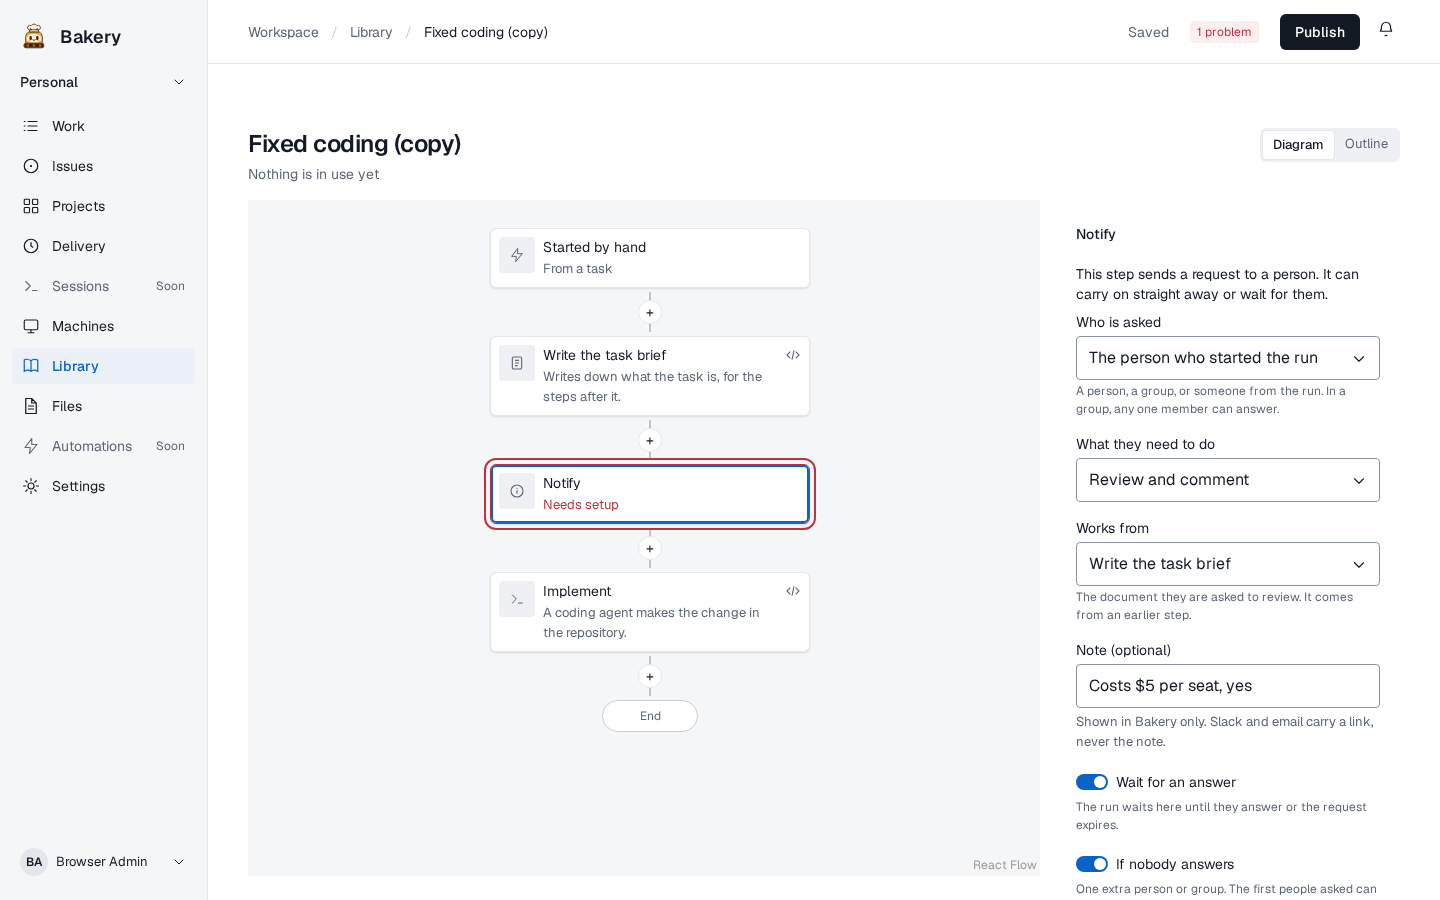 Bakery
Workspace / Library / Fixed coding (copy)
Saved
1 problem
Publish
Personal
Work
Issues
Projects
Delivery
Sessions Soon
Machines
Library
Files
Automations Soon
Settings
BA Browser Admin
Fixed coding (copy)
Nothing is in use yet
Diagram Outline
Started by hand
From a task
+
Write the task brief
Writes down what the task is, for the
steps after it.
+
Notify
Needs setup
+
Implement
A coding agent makes the change in
the repository.
+
End
React Flow
Notify
This step sends a request to a person. It can
carry on straight away or wait for them.
Who is asked
The person who started the run
A person, a group, or someone from the run. In a
group, any one member can answer.
What they need to do
Review and comment
Works from
Write the task brief
The document they are asked to review. It comes
from an earlier step.
Note (optional)
Costs $5 per seat, yes
Shown in Bakery only. Slack and email carry a link,
never the note.
Wait for an answer
The run waits here until they answer or the request
expires.
If nobody answers
One extra person or group. The first people asked can